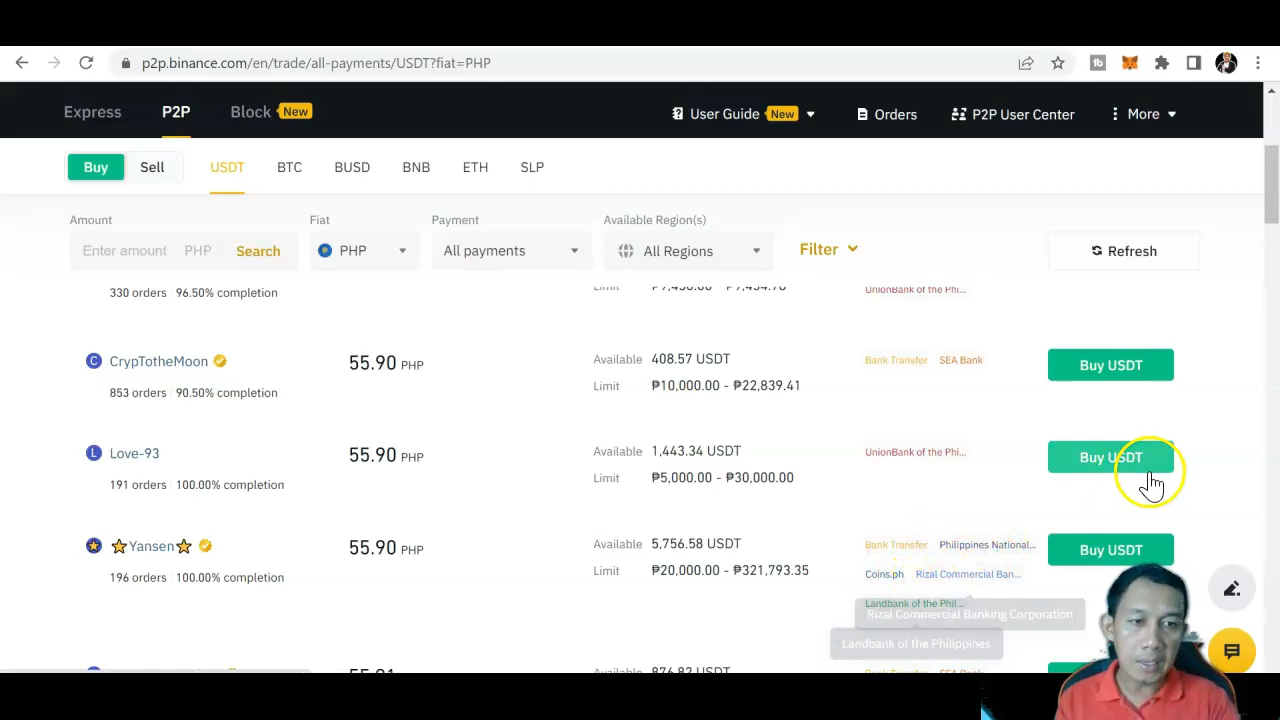 p2p.binance.com/en/trade/all-payments/USDT?fiat=PHP
Express P2P Block New User Guide New Orders P2P User Center More
Buy Sell USDT BTC BUSD BNB ETH SLP
Amount Fiat Payment Available Region(s)
Enter amount PHP Search PHP All payments All Regions Filter Refresh
330 orders 96.50% completion Limit UnionBank of the Phi...
CrypTotheMoon 55.90 PHP Available 408.57 USDT Bank Transfer SEA Bank Buy USDT
853 orders 90.50% completion Limit ₱10,000.00 - ₱22,839.41
Love-93 55.90 PHP Available 1,443.34 USDT UnionBank of the Phi... Buy USDT
191 orders 100.00% completion Limit ₱5,000.00 - ₱30,000.00
Yansen 55.90 PHP Available 5,756.58 USDT Bank Transfer Philippines National... Buy USDT
196 orders 100.00% completion Limit ₱20,000.00 - ₱321,793.35 Coins.ph Rizal Commercial Ban...
Landbank of the Phil...
Rizal Commercial Banking Corporation
Landbank of the Philippines
Available 876.82 USDT Bank Transfer